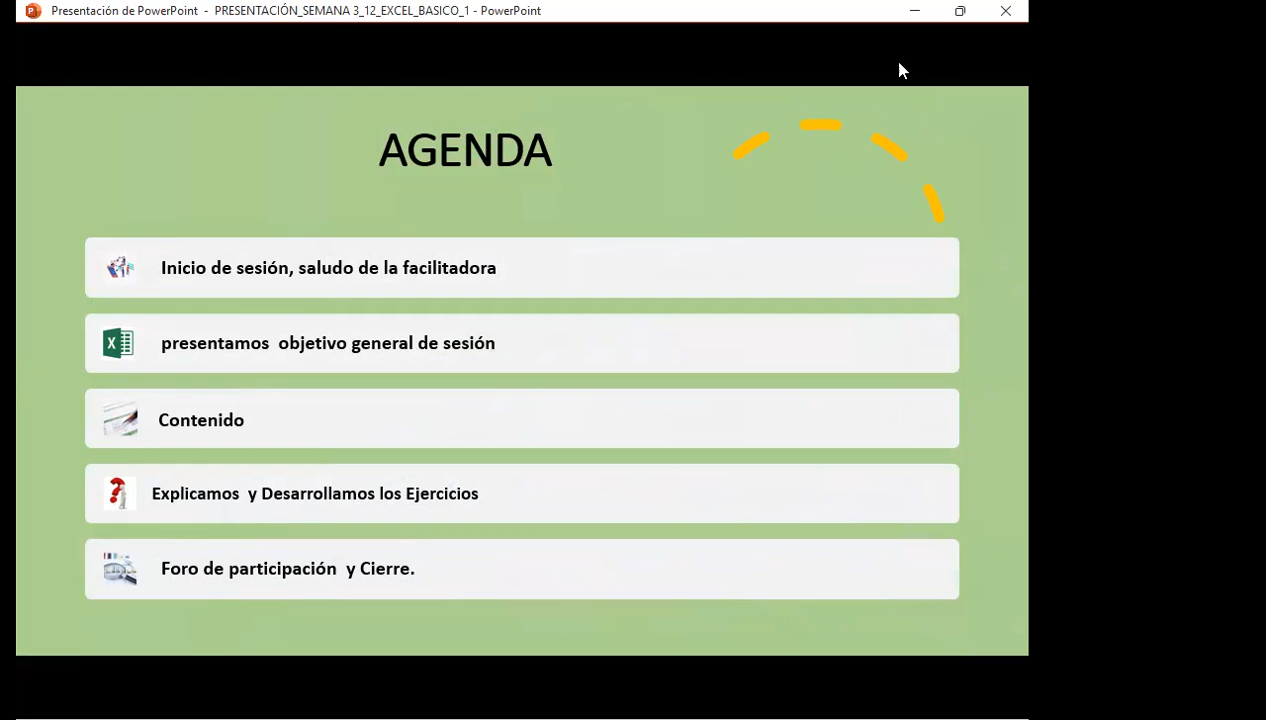 Presentación de PowerPoint - PRESENTACIÓN_SEMANA 3_12_EXCEL_BASICO_1 - PowerPoint
AGENDA
Inicio de sesión, saludo de la facilitadora
presentamos objetivo general de sesión
Contenido
Explicamos y Desarrollamos los Ejercicios
Foro de participación y Cierre.